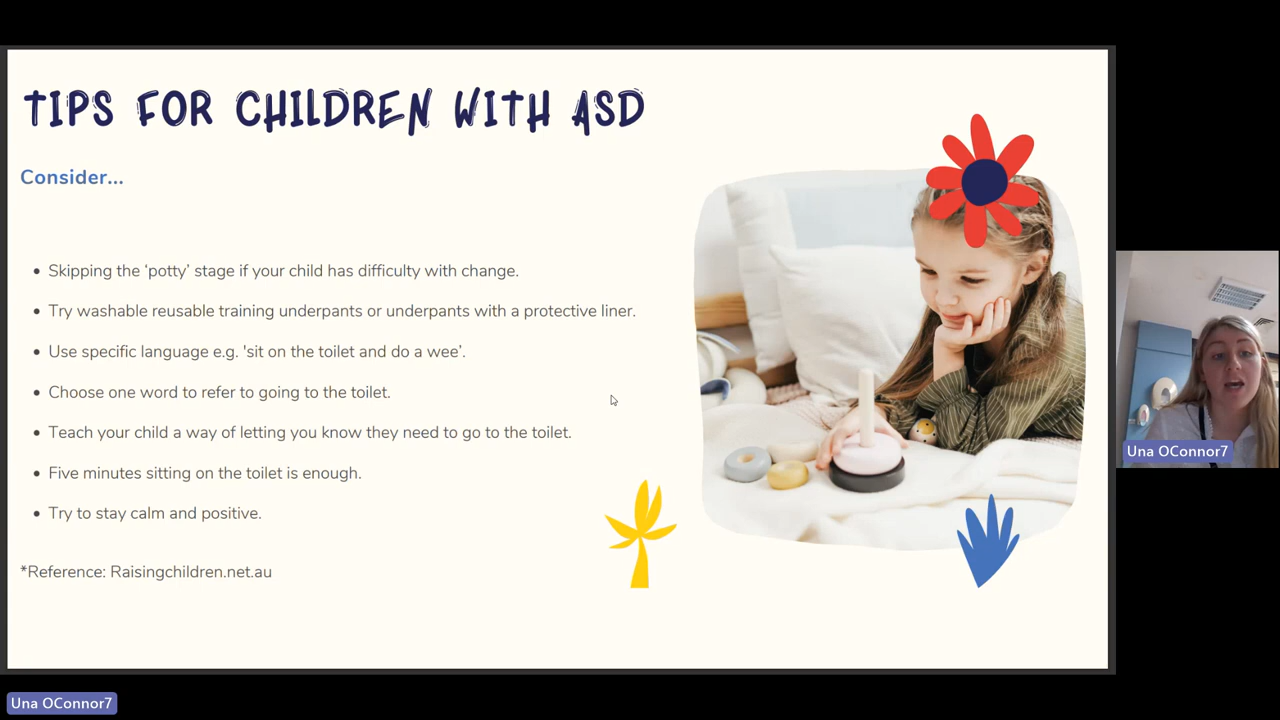 TIPS FOR CHILDREN WITH ASD
Consider...
• Skipping the ‘potty’ stage if your child has difficulty with change.
• Try washable reusable training underpants or underpants with a protective liner.
• Use specific language e.g. 'sit on the toilet and do a wee’.
• Choose one word to refer to going to the toilet.
• Teach your child a way of letting you know they need to go to the toilet.
• Five minutes sitting on the toilet is enough.
• Try to stay calm and positive.
*Reference: Raisingchildren.net.au
Una OConnor7
Una OConnor7